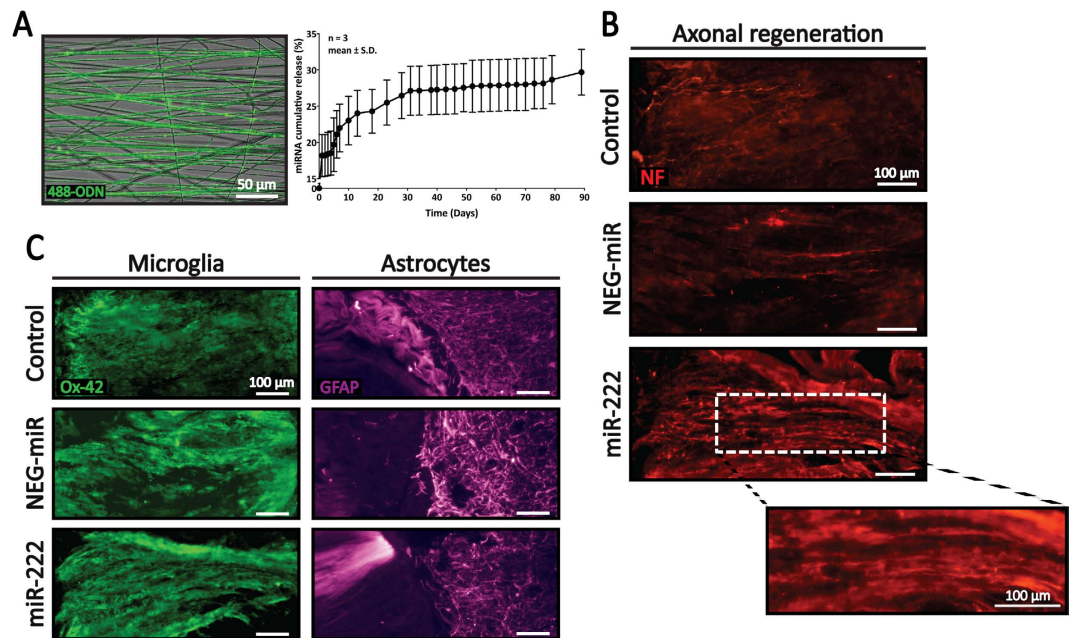 A
488-ODN
50 μm
n = 3
mean ± S.D.
miRNA cumulative release (%)
35
30
25
20
15
0
0 10 20 30 40 50 60 70 80 90
Time (Days)
B
Axonal regeneration
Control
NF
100 μm
NEG-miR
miR-222
100 μm
C
Microglia
Astrocytes
Control
Ox-42
100 μm
GFAP
NEG-miR
miR-222